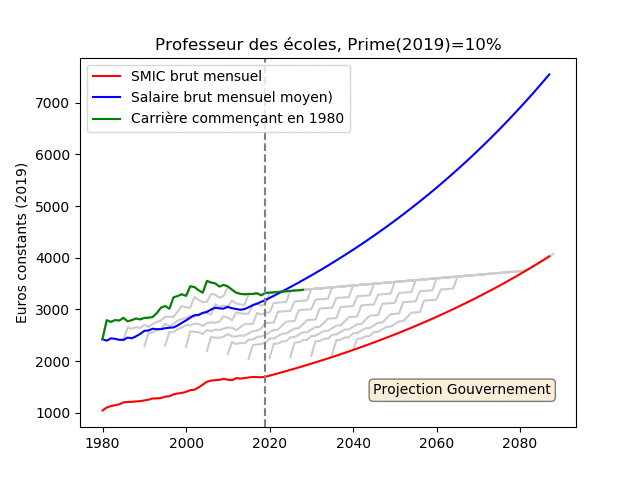 Professeur des écoles, Prime(2019)=10%
SMIC brut mensuel
Salaire brut mensuel moyen)
Carrière commençant en 1980
Euros constants (2019)
7000
6000
5000
4000
3000
2000
1000
Projection Gouvernement
1980 2000 2020 2040 2060 2080